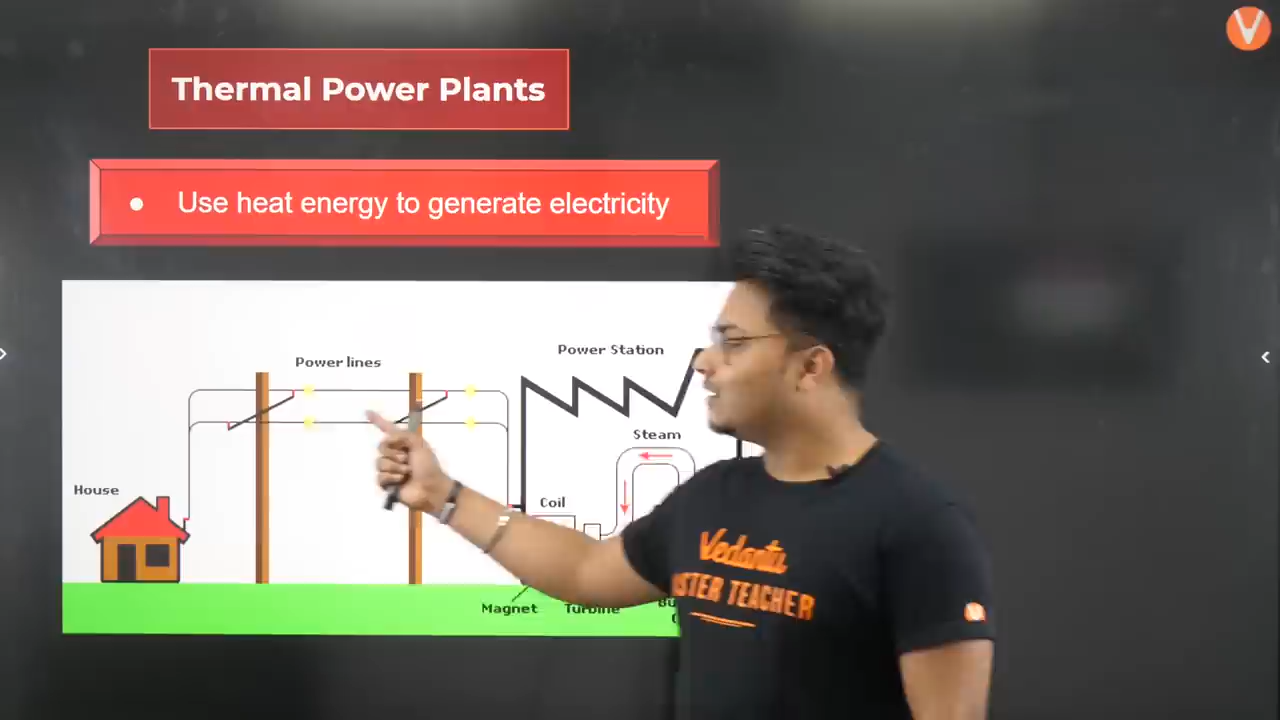 Thermal Power Plants
• Use heat energy to generate electricity
Power lines
Power Station
Steam
House
Coil
Magnet
Turbine
Vedantu
TEACHER